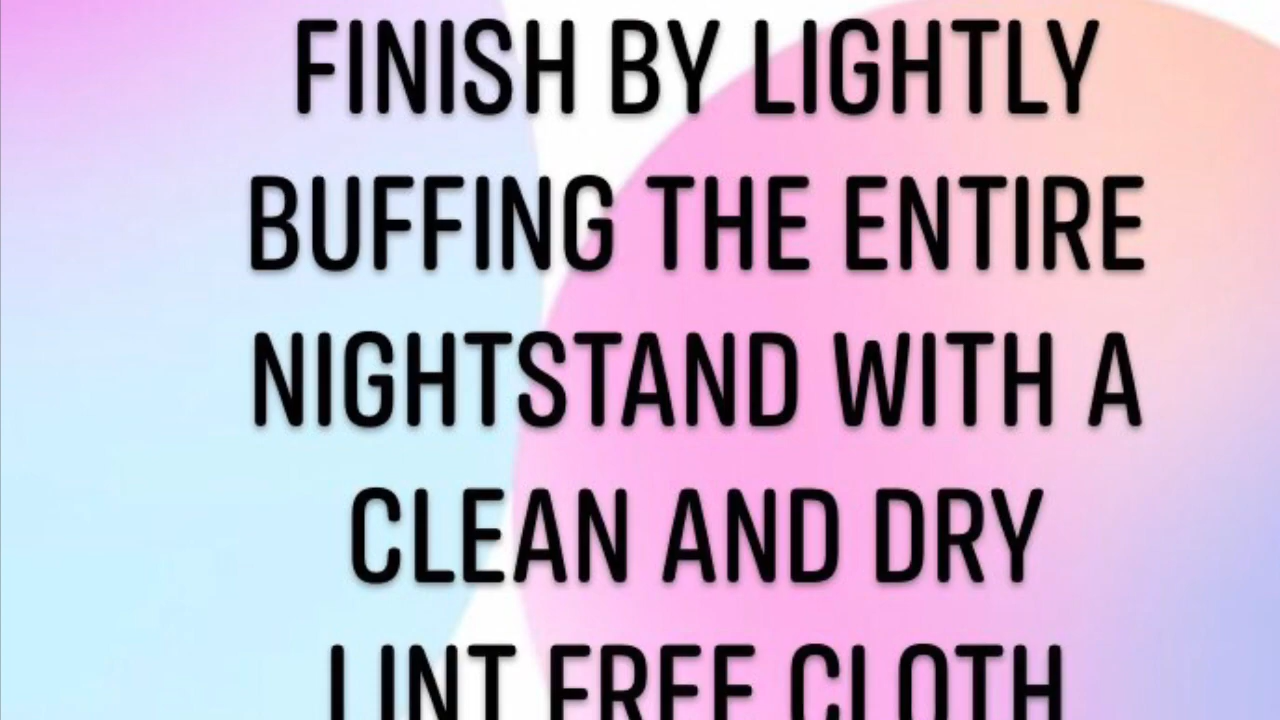 FINISH BY LIGHTLY
BUFFING THE ENTIRE
NIGHTSTAND WITH A
CLEAN AND DRY
LINT FREE CLOTH